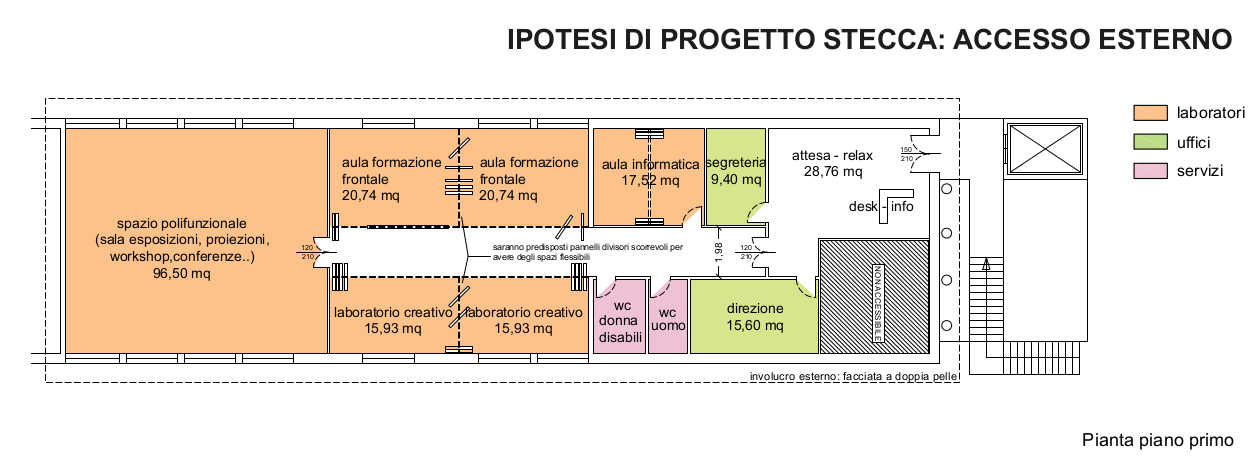 IPOTESI DI PROGETTO STECCA: ACCESSO ESTERNO
laboratori
uffici
servizi
aula formazione
frontale
20,74 mq
aula formazione
frontale
20,74 mq
aula informatica
17,52 mq
segreteria
9,40 mq
attesa - relax
28,76 mq
150
210
desk - info
spazio polifunzionale
(sala esposizioni, proiezioni,
workshop,conferenze..)
96,50 mq
120
210
saranno predisposti pannelli divisori scorrevoli per
avere degli spazi flessibili
1,98
120
210
laboratorio creativo
15,93 mq
laboratorio creativo
15,93 mq
wc
donna
disabili
wc
uomo
direzione
15,60 mq
NON ACCESSIBILE
involucro esterno: facciata a doppia pelle
Pianta piano primo